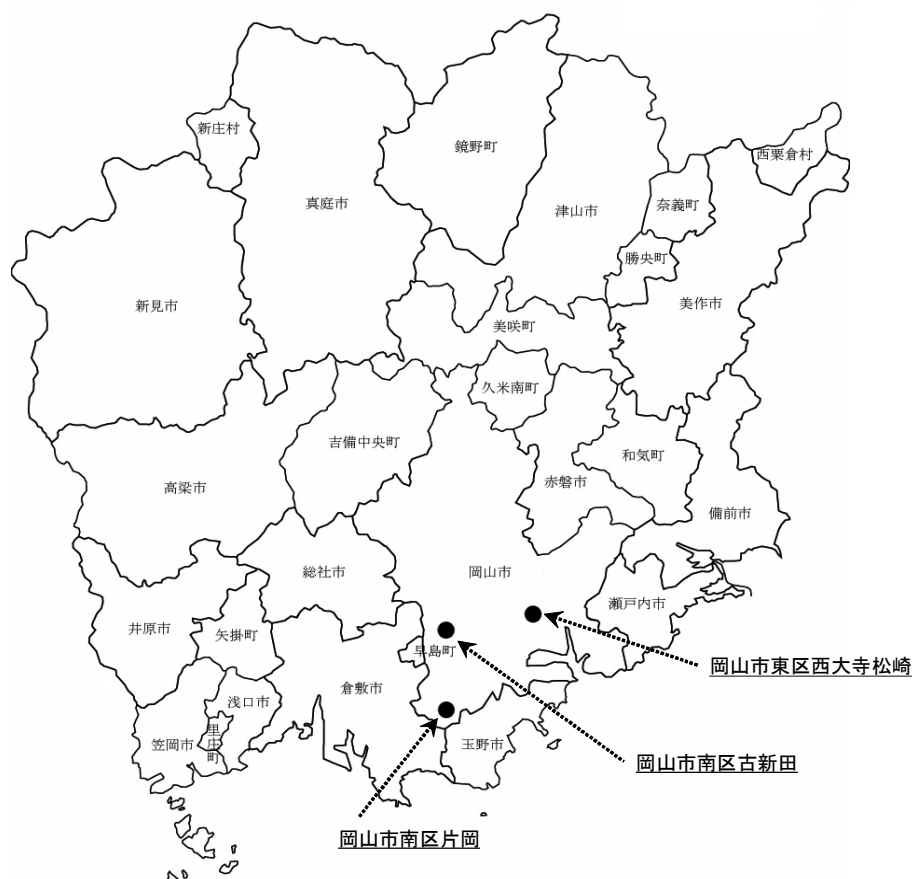 新庄村
鏡野町
西粟倉村
真庭市
津山市
奈義町
勝央町
新見市
美咲町
美作市
久米南町
吉備中央町
和気町
高梁市
赤磐市
備前市
総社市
岡山市
瀬戸内市
井原市
矢掛町
早島町
岡山市東区西大寺松崎
倉敷市
浅口市
笠岡市
里庄町
玉野市
岡山市南区古新田
岡山市南区片岡